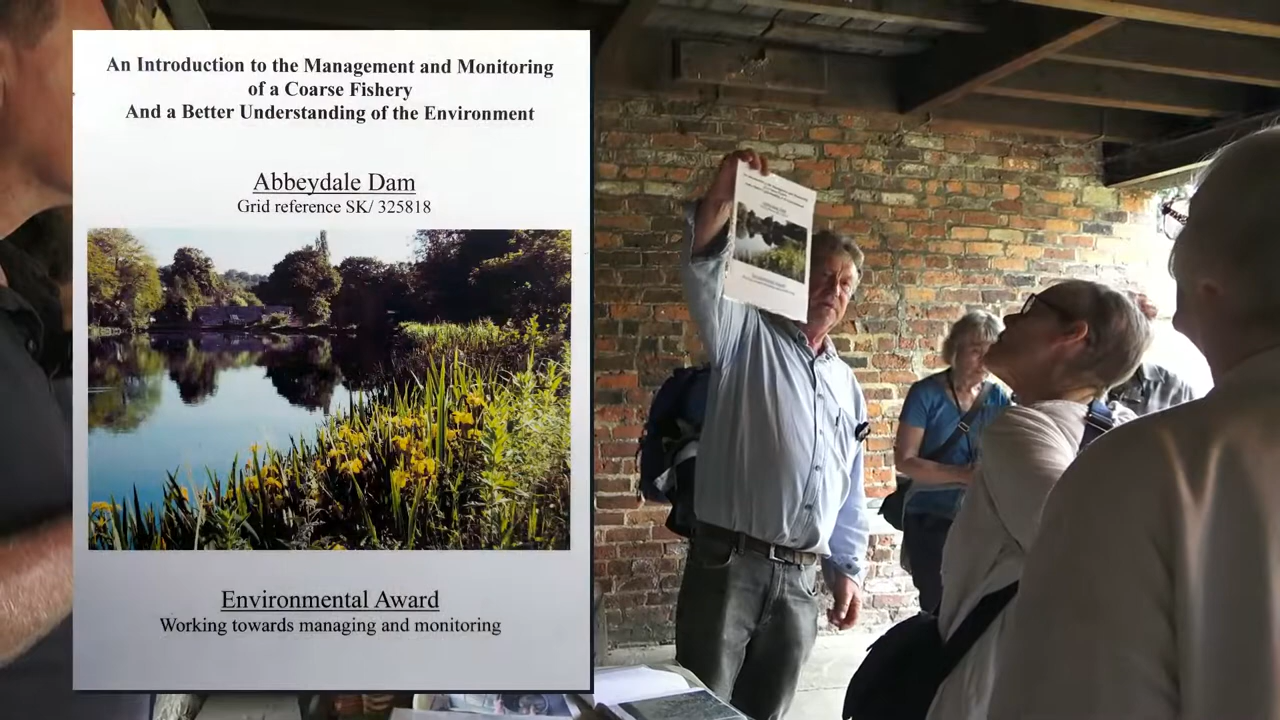 An Introduction to the Management and Monitoring
of a Coarse Fishery
And a Better Understanding of the Environment
Abbeydale Dam
Grid reference SK/ 325818
Environmental Award
Working towards managing and monitoring